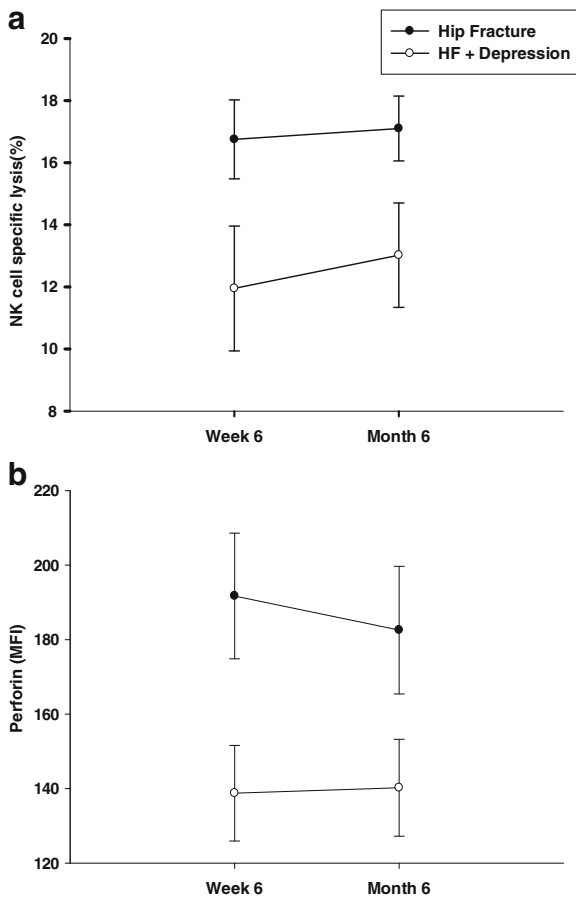 a
Hip Fracture
HF + Depression
NK cell specific lysis(%)
20
18
16
14
12
10
8
Week 6 Month 6
b
Perforin (MFI)
220
200
180
160
140
120
Week 6 Month 6